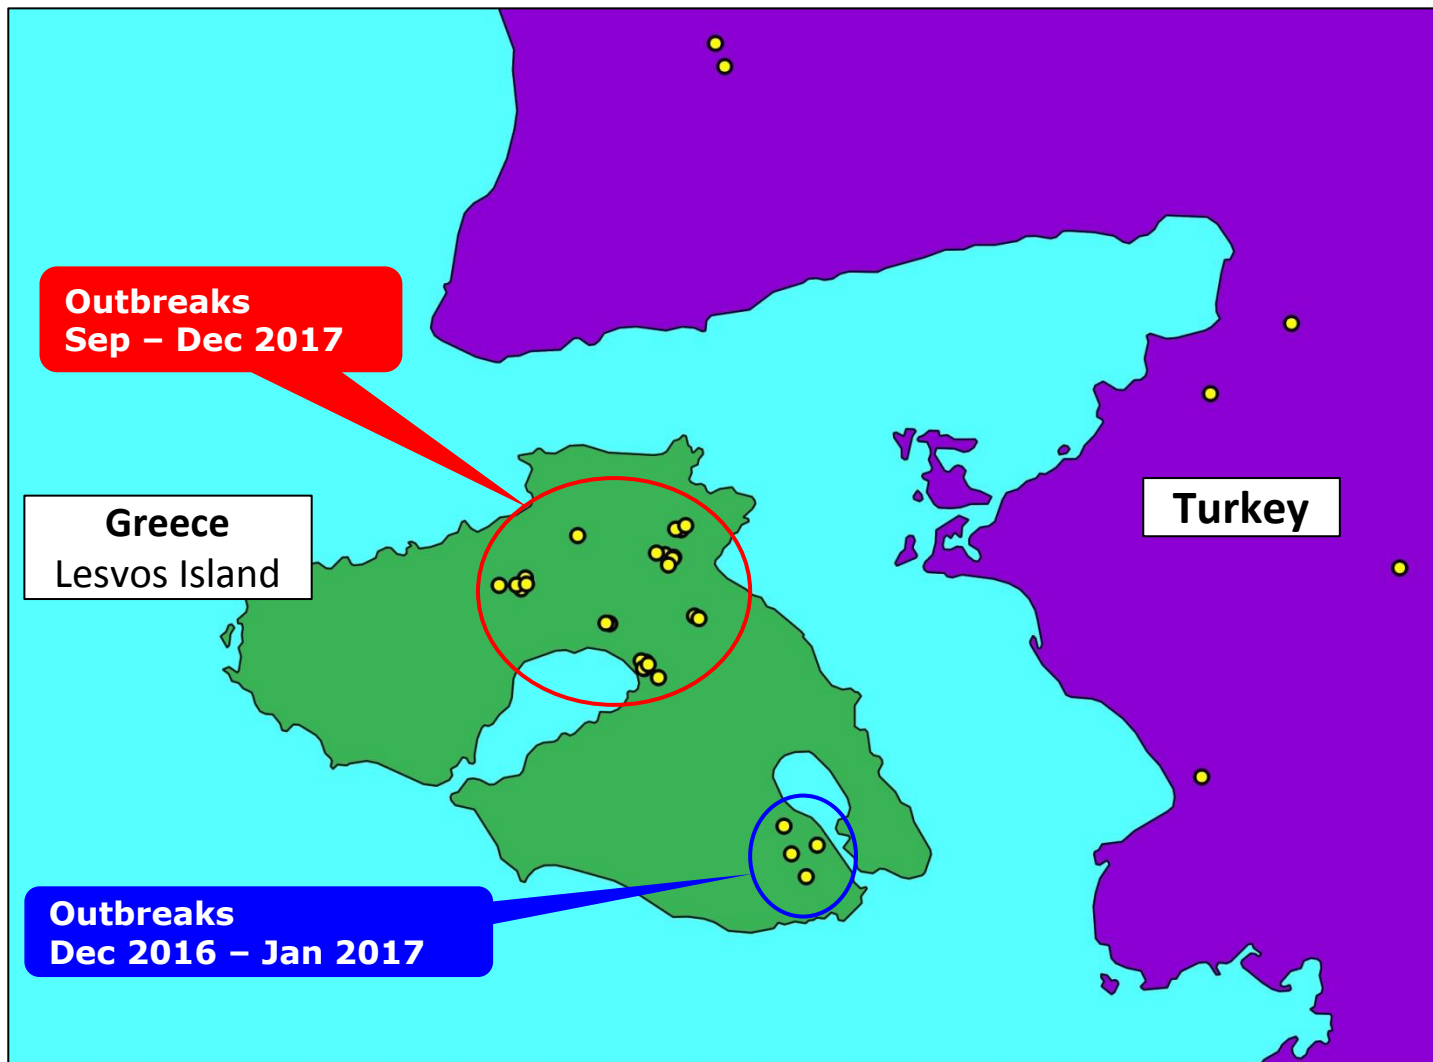 Outbreaks
Sep – Dec 2017
Greece
Lesvos Island
Turkey
Outbreaks
Dec 2016 – Jan 2017